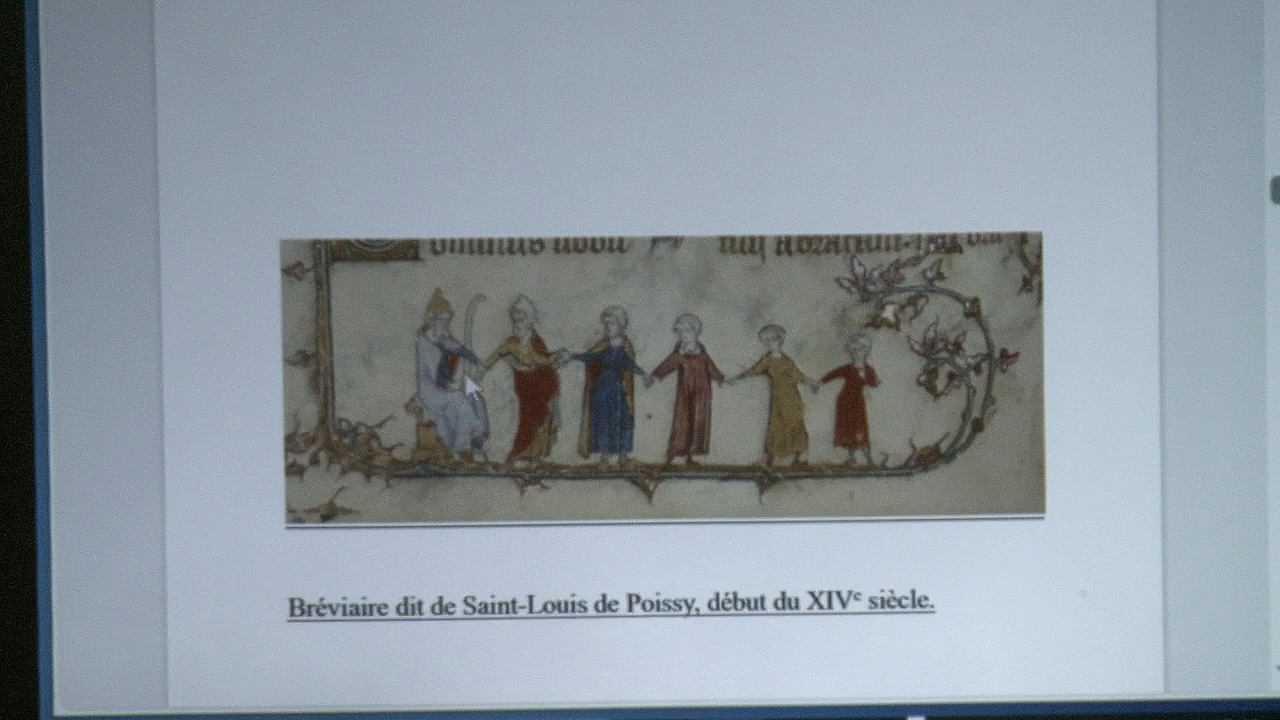 Bréviaire dit de Saint-Louis de Poissy, début du XIVᵉ siècle.